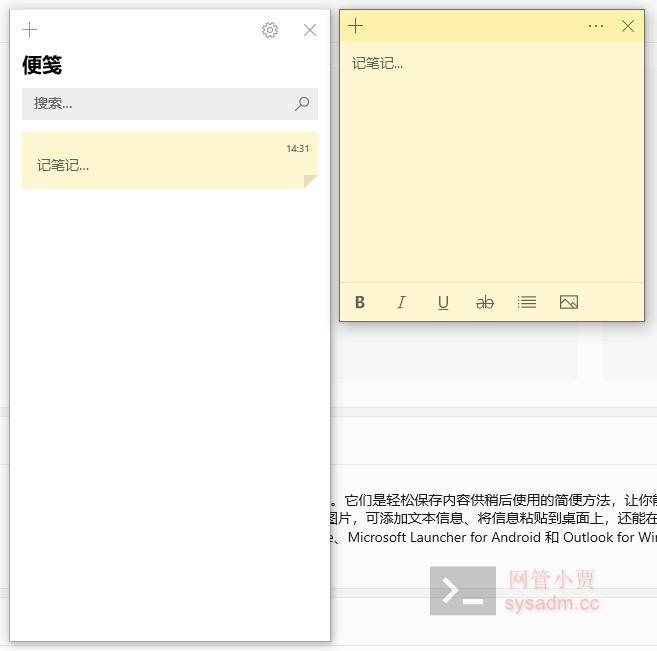 便笺
搜索...
14:31
记笔记...
记笔记...
B I U ab
。它们是轻松保存内容供稍后使用的简便方法，让你能
图片，可添加文本信息、将信息粘贴到桌面上，还能在
e、Microsoft Launcher for Android 和 Outlook for Win
网管小贾
sysadm.cc